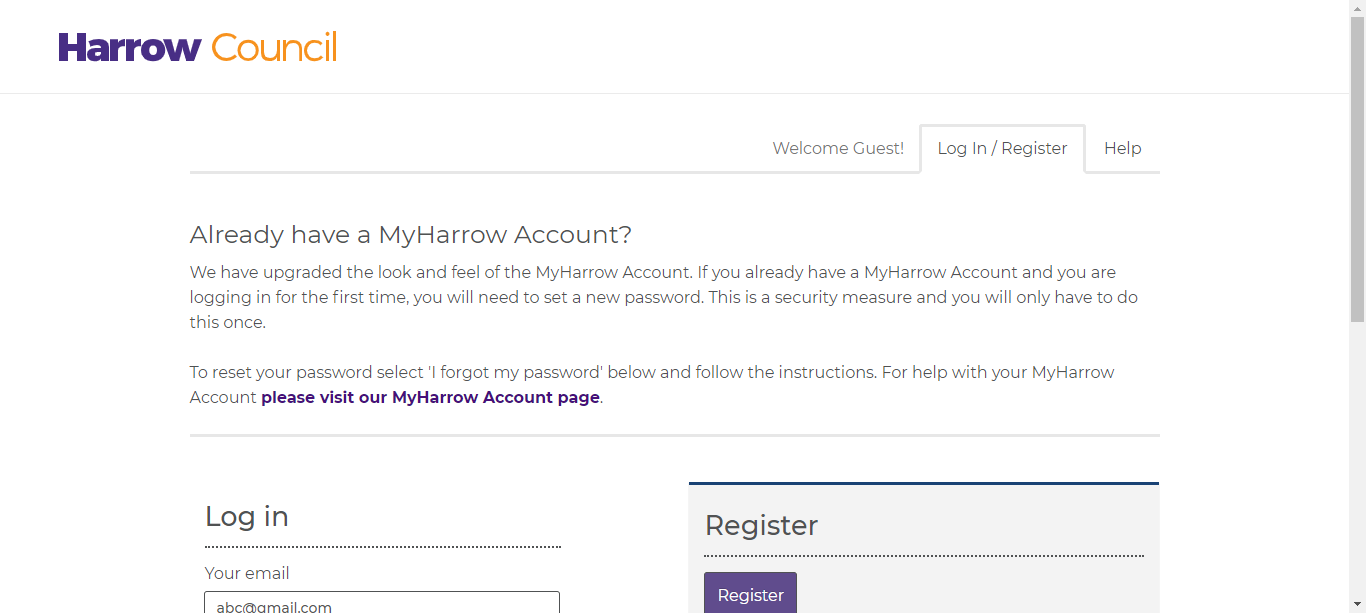 Harrow Council
Welcome Guest!
Log In / Register
Help
Already have a MyHarrow Account?
We have upgraded the look and feel of the MyHarrow Account. If you already have a MyHarrow Account and you are
logging in for the first time, you will need to set a new password. This is a security measure and you will only have to do
this once.
To reset your password select 'I forgot my password' below and follow the instructions. For help with your MyHarrow
Account please visit our MyHarrow Account page.
Log in
Your email
abc@gmail.com
Register
Register